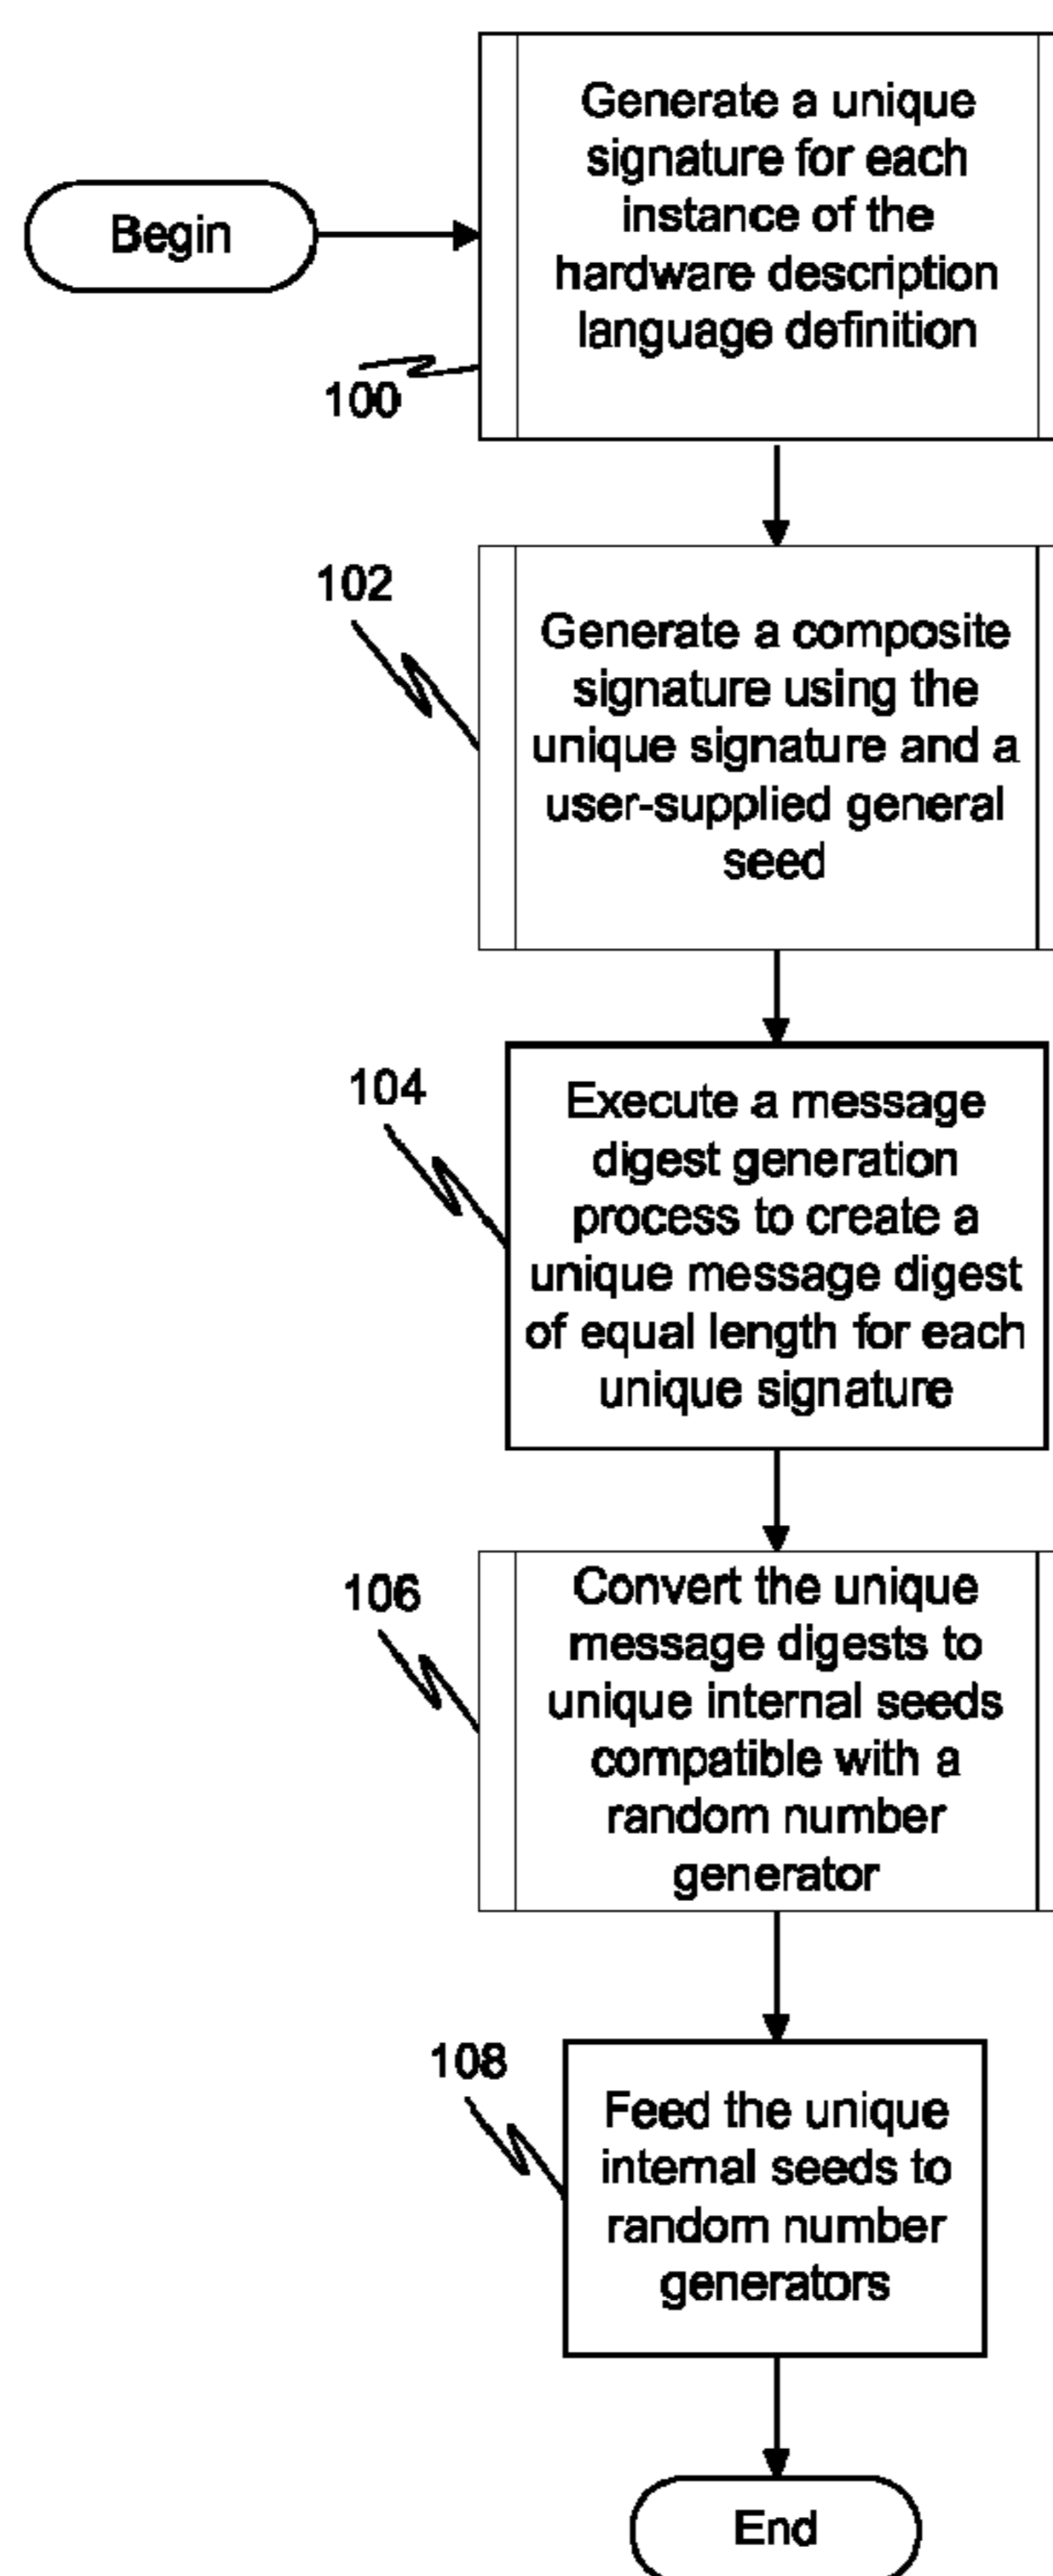 Begin
Generate a unique
signature for each
instance of the
hardware description
language definition
100
102
Generate a composite
signature using the
unique signature and a
user-supplied general
seed
104
Execute a message
digest generation
process to create a
unique message digest
of equal length for each
unique signature
106
Convert the unique
message digests to
unique internal seeds
compatible with a
random number
generator
108
Feed the unique
internal seeds to
random number
generators
End